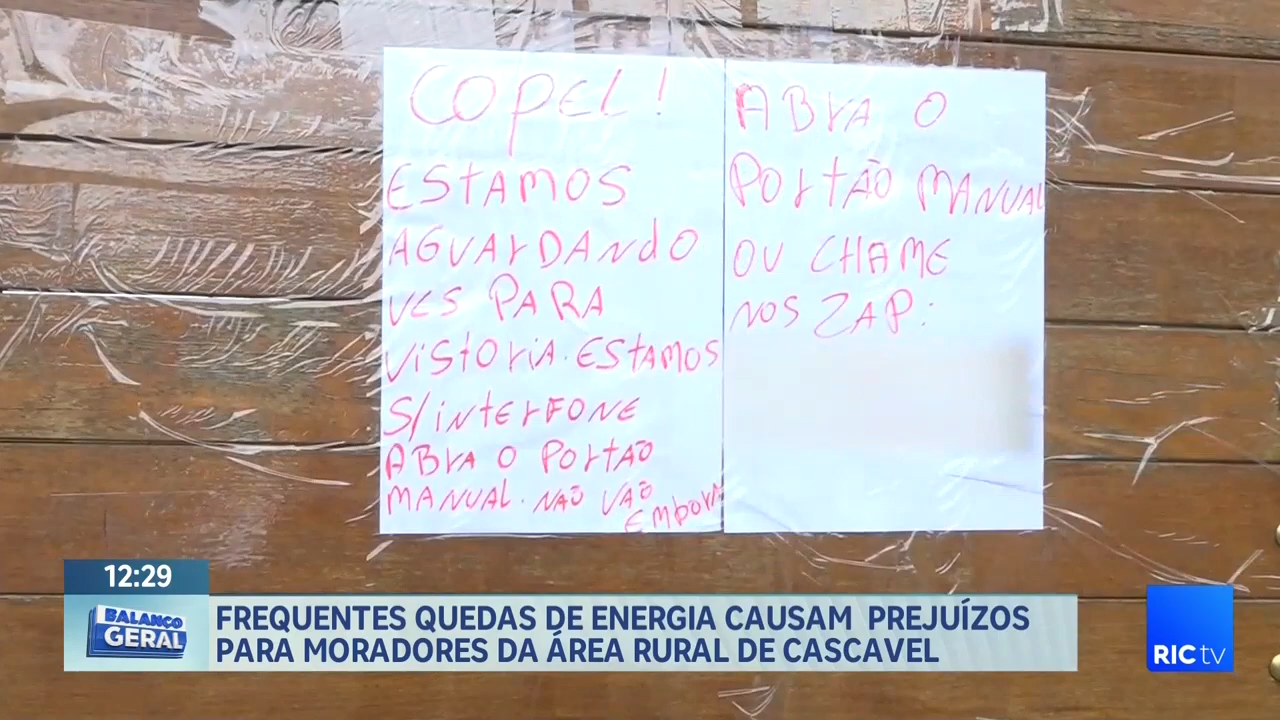 COPEL!
ESTAMOS
AGUARDANDO
VCS PARA
VISTORIA. ESTAMOS
S/INTERFONE
ABRA O PORTÃO
MANUAL. NÃO VÃO
EMBORA
ABRA O
PORTÃO MANUAL
OU CHAME
NOS ZAP:
12:29
BALANÇO
GERAL
FREQUENTES QUEDAS DE ENERGIA CAUSAM PREJUÍZOS
PARA MORADORES DA ÁREA RURAL DE CASCAVEL
RIC tv